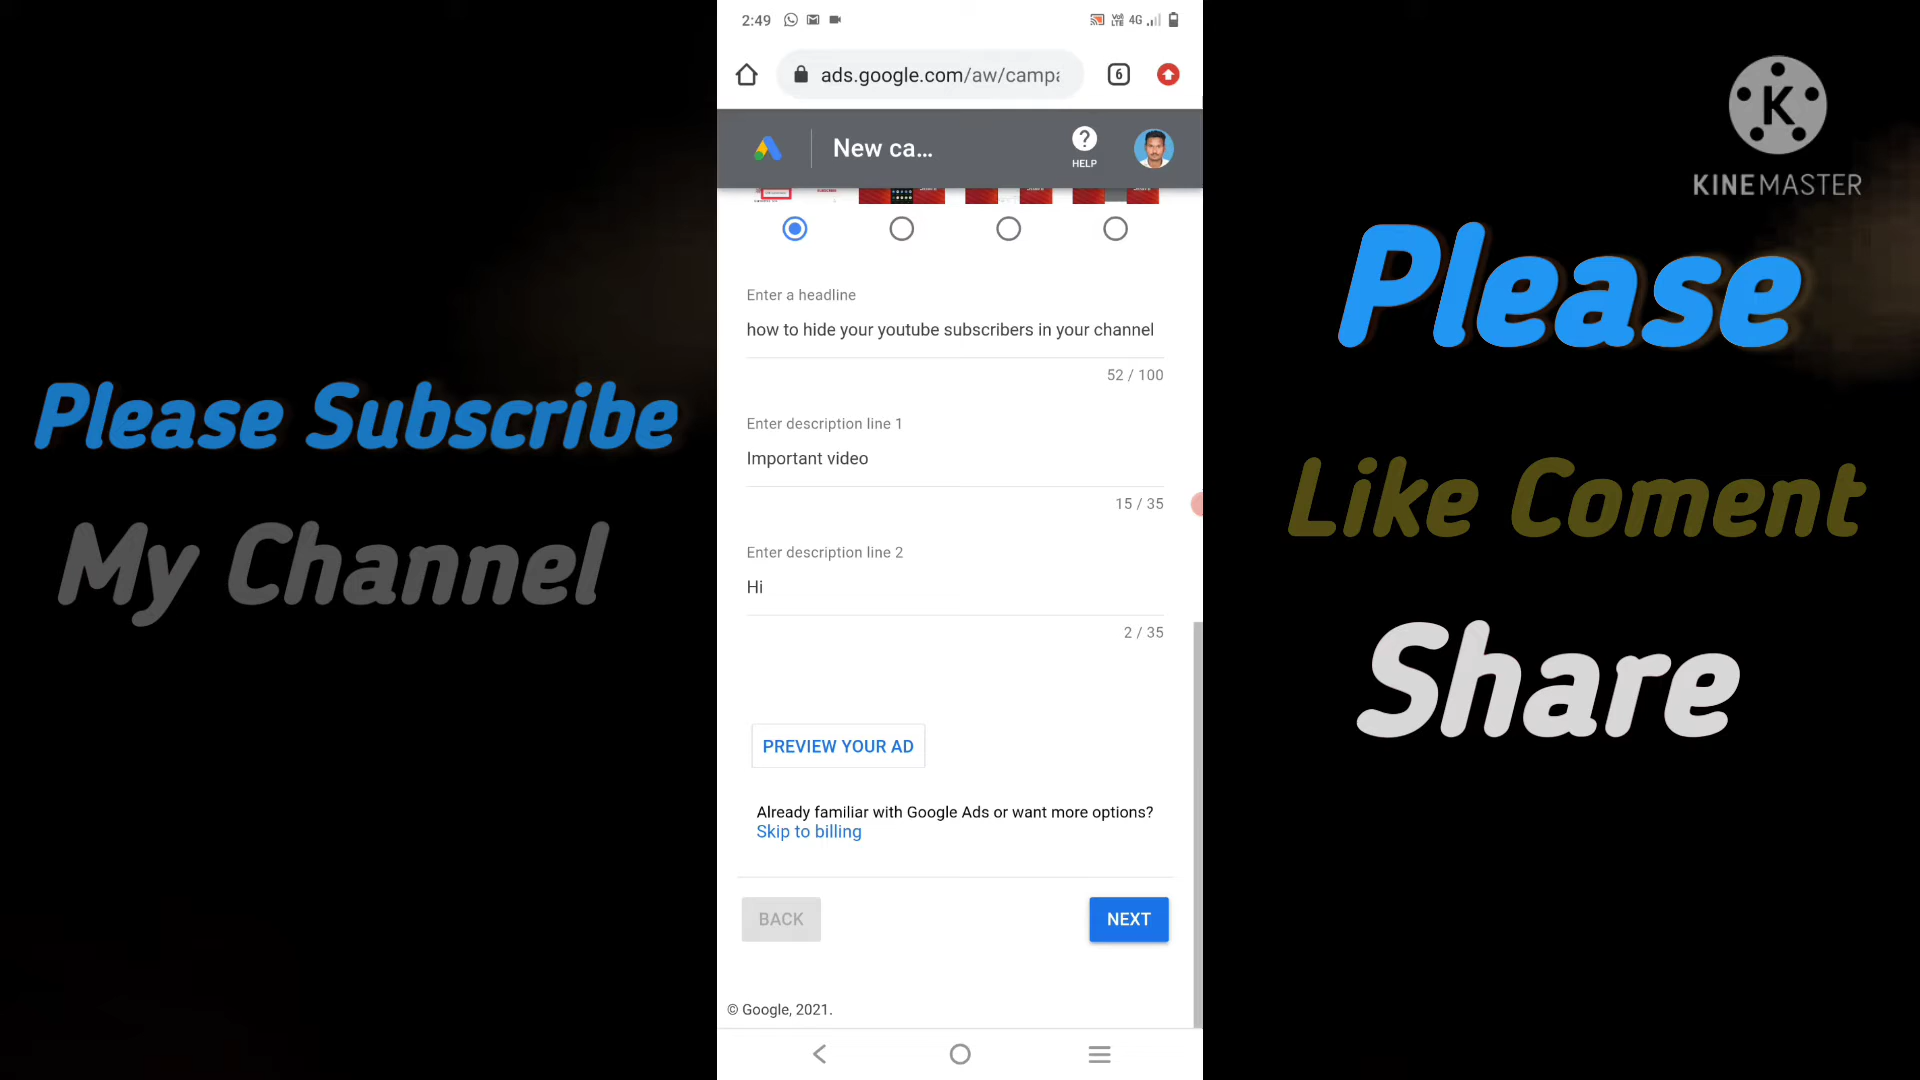 2:49
Vol LTE 4G
ads.google.com/aw/campa
6
New ca...
HELP
Enter a headline
how to hide your youtube subscribers in your channel
52 / 100
Enter description line 1
Important video
15 / 35
Enter description line 2
Hi
2 / 35
PREVIEW YOUR AD
Already familiar with Google Ads or want more options?
Skip to billing
BACK
NEXT
© Google, 2021.
Please Subscribe
My Channel
K
KINEMASTER
Please
Like Coment
Share